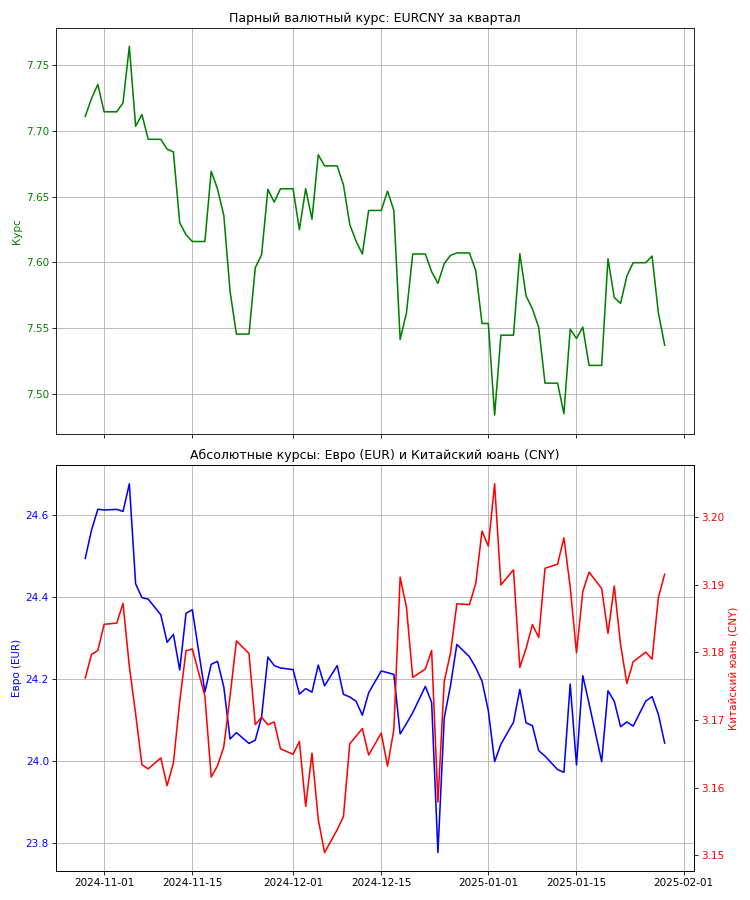 Парный валютный курс: EURCNY за квартал
7.75
7.70
7.65
7.60
7.55
7.50
Курс
Абсолютные курсы: Евро (EUR) и Китайский юань (CNY)
24.6
24.4
24.2
24.0
23.8
Евро (EUR)
3.20
3.19
3.18
3.17
3.16
3.15
Китайский юань (CNY)
2024-11-01 2024-11-15 2024-12-01 2024-12-15 2025-01-01 2025-01-15 2025-02-01